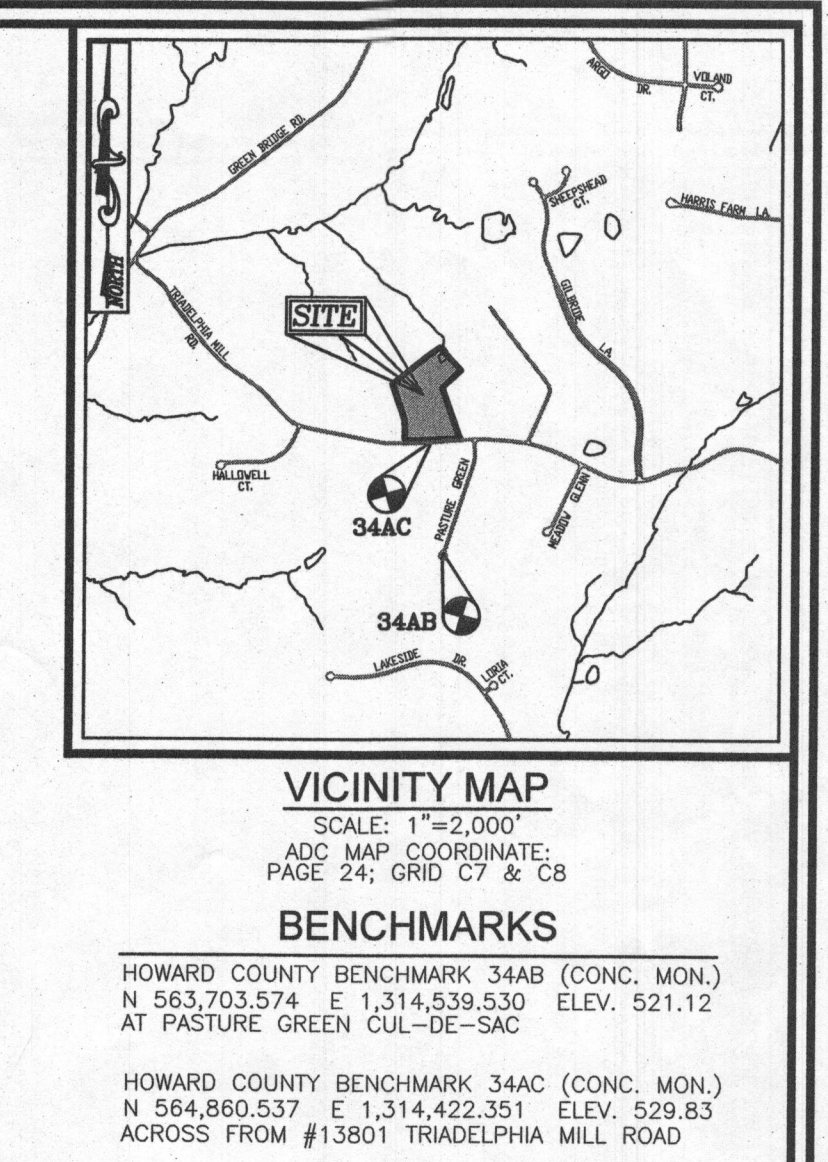 ARGO
DR.
VOLAND
CT.
GREEN BRIDGE RD.
SHEEPSHEAD
CT.
HARRIS FARM LA.
NORTH
TRIADELPHIA MILL
RD.
SITE
GILBRIDE
LA.
HALLOWELL
CT.
PASTURE GREEN
MEADOW GLENN
34AC
34AB
LAKESIDE DR.
LORIA
CT.
VICINITY MAP
SCALE: 1"=2,000'
ADC MAP COORDINATE:
PAGE 24; GRID C7 & C8
BENCHMARKS
HOWARD COUNTY BENCHMARK 34AB (CONC. MON.)
N 563,703.574 E 1,314,539.530 ELEV. 521.12
AT PASTURE GREEN CUL-DE-SAC
HOWARD COUNTY BENCHMARK 34AC (CONC. MON.)
N 564,860.537 E 1,314,422.351 ELEV. 529.83
ACROSS FROM #13801 TRIADELPHIA MILL ROAD